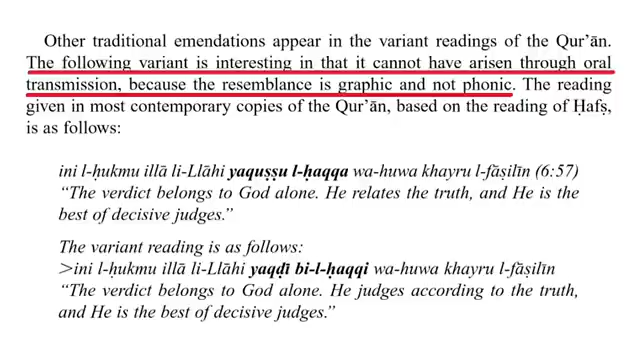 Other traditional emendations appear in the variant readings of the Qur’ān.
The following variant is interesting in that it cannot have arisen through oral
transmission, because the resemblance is graphic and not phonic. The reading
given in most contemporary copies of the Qur’ān, based on the reading of Ḥafṣ,
is as follows:
ini l-ḥukmu illā li-Llāhi yaquṣṣu l-ḥaqqa wa-huwa khayru l-fāṣilīn (6:57)
“The verdict belongs to God alone. He relates the truth, and He is the
best of decisive judges.”
The variant reading is as follows:
>ini l-ḥukmu illā li-Llāhi yaqḍī bi-l-ḥaqqi wa-huwa khayru l-fāṣilīn
“The verdict belongs to God alone. He judges according to the truth,
and He is the best of decisive judges.”